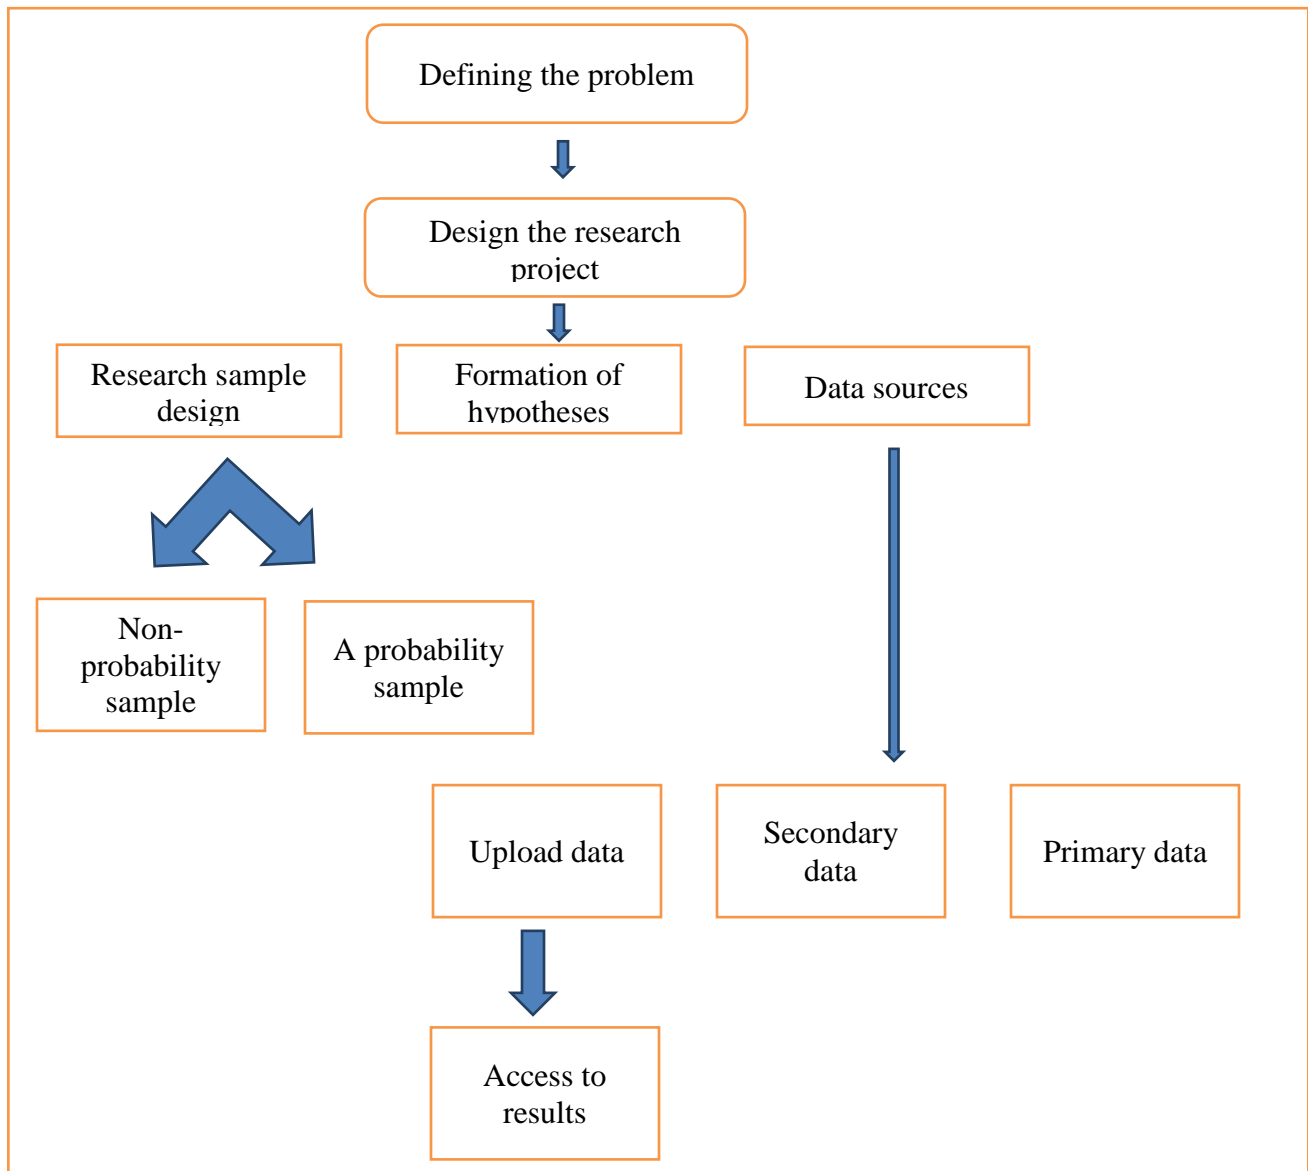 Defining the problem
Design the research
project
Research sample
design
Formation of
hypotheses
Data sources
Non-
probability
sample
A probability
sample
Upload data
Secondary
data
Primary data
Access to
results